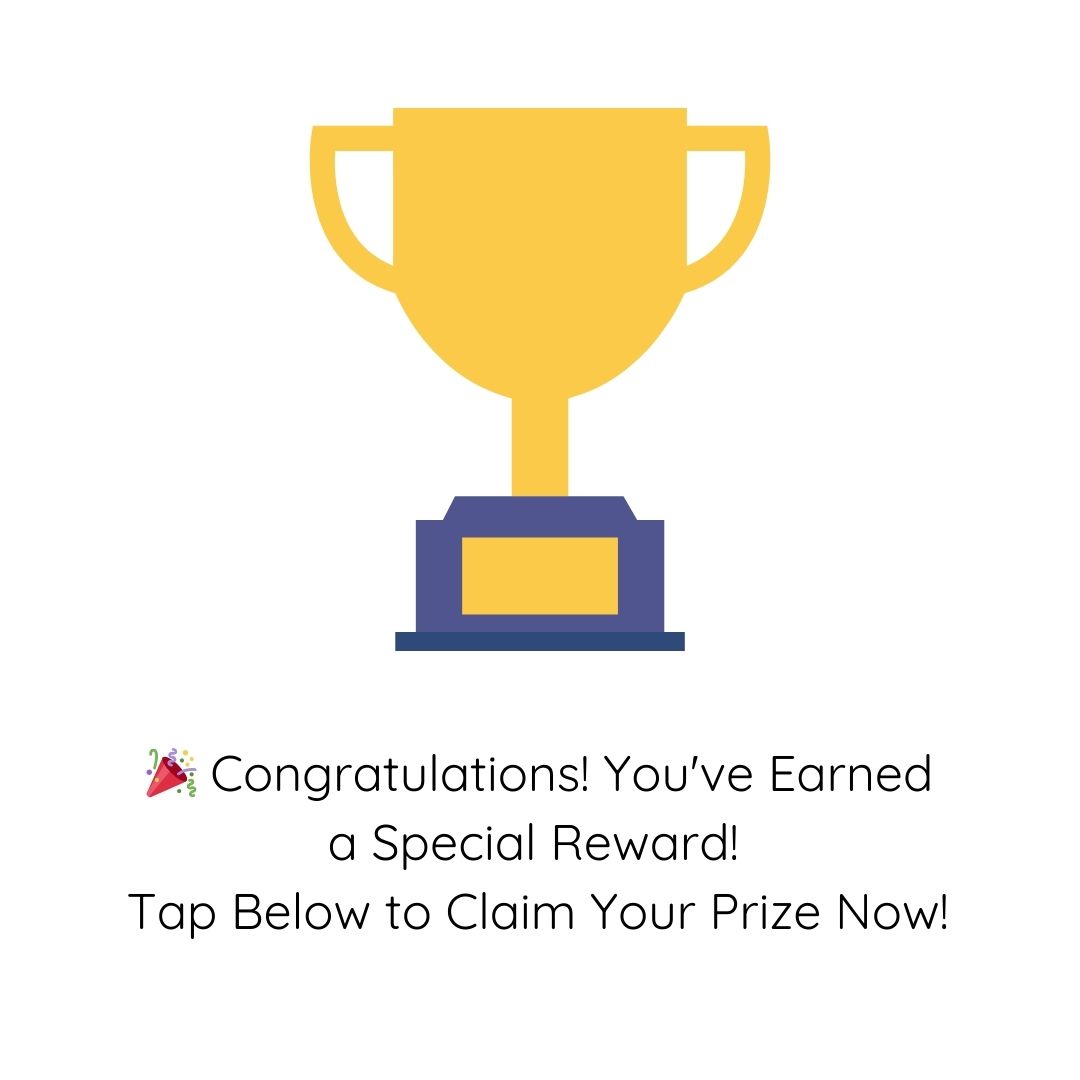 🎉 Congratulations! You've Earned
a Special Reward!
Tap Below to Claim Your Prize Now!